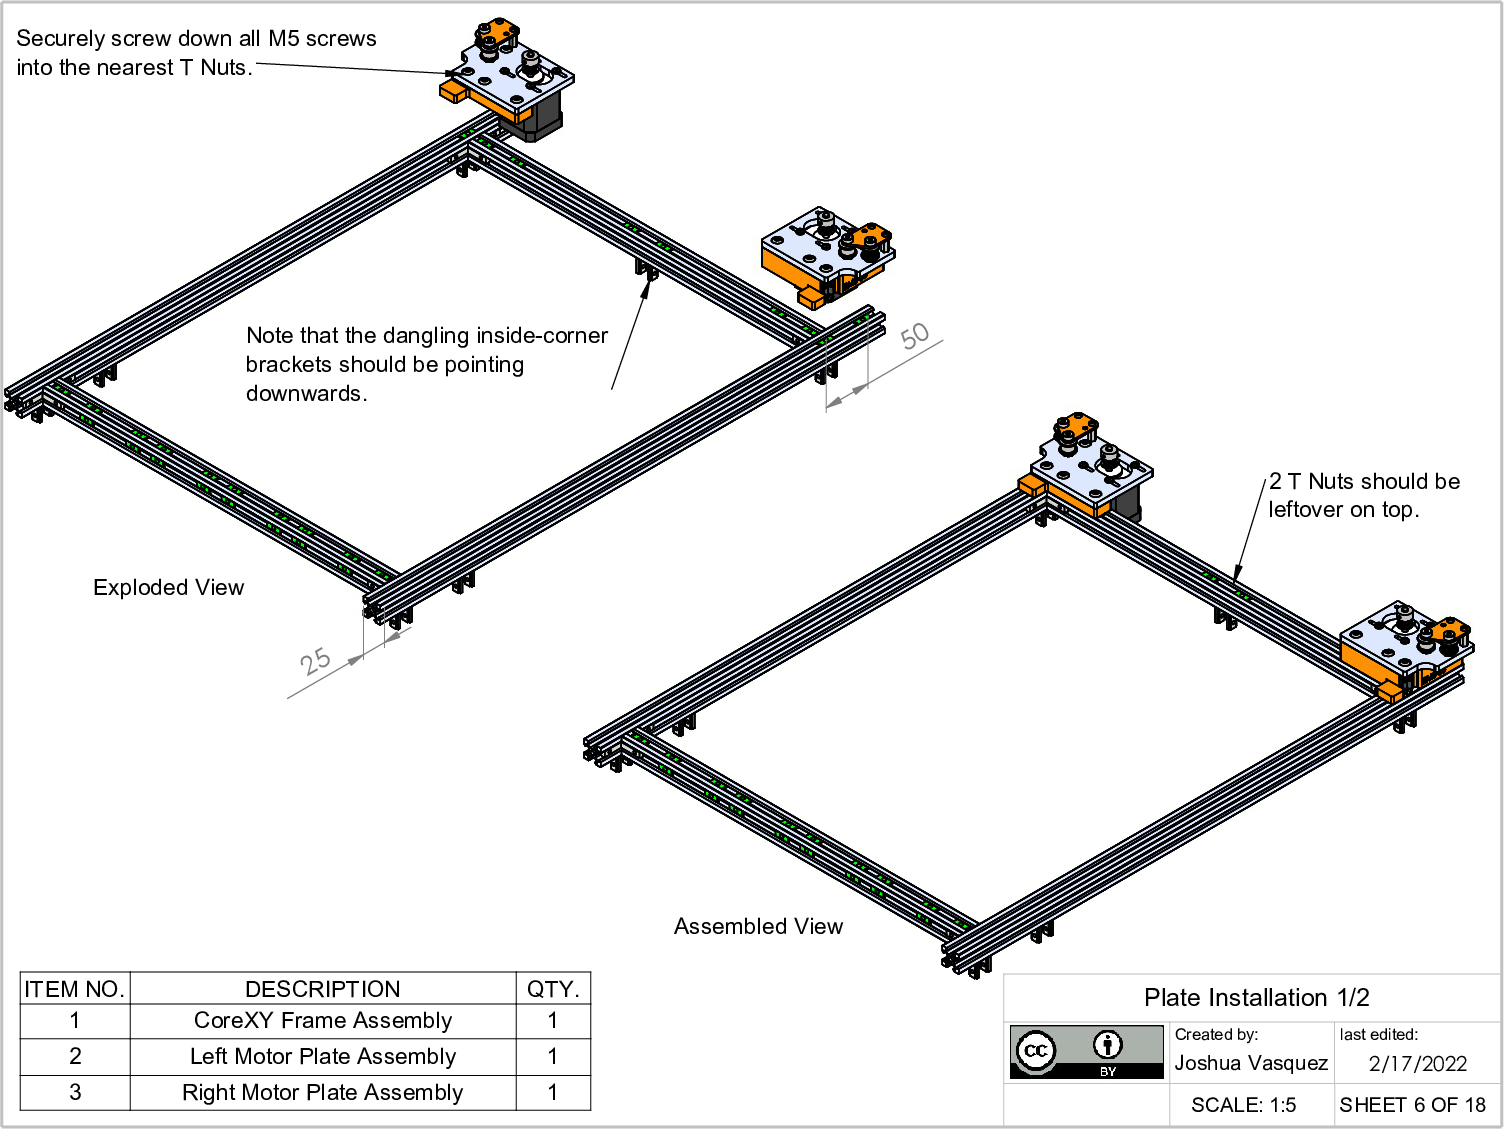 Securely screw down all M5 screws
into the nearest T Nuts.
Note that the dangling inside-corner
brackets should be pointing
downwards.
50
2 T Nuts should be
leftover on top.
Exploded View
25
Assembled View
ITEM NO. DESCRIPTION QTY.
1 CoreXY Frame Assembly 1
2 Left Motor Plate Assembly 1
3 Right Motor Plate Assembly 1
Plate Installation 1/2
cc
BY
Created by:
Joshua Vasquez
last edited:
2/17/2022
SCALE: 1:5
SHEET 6 OF 18